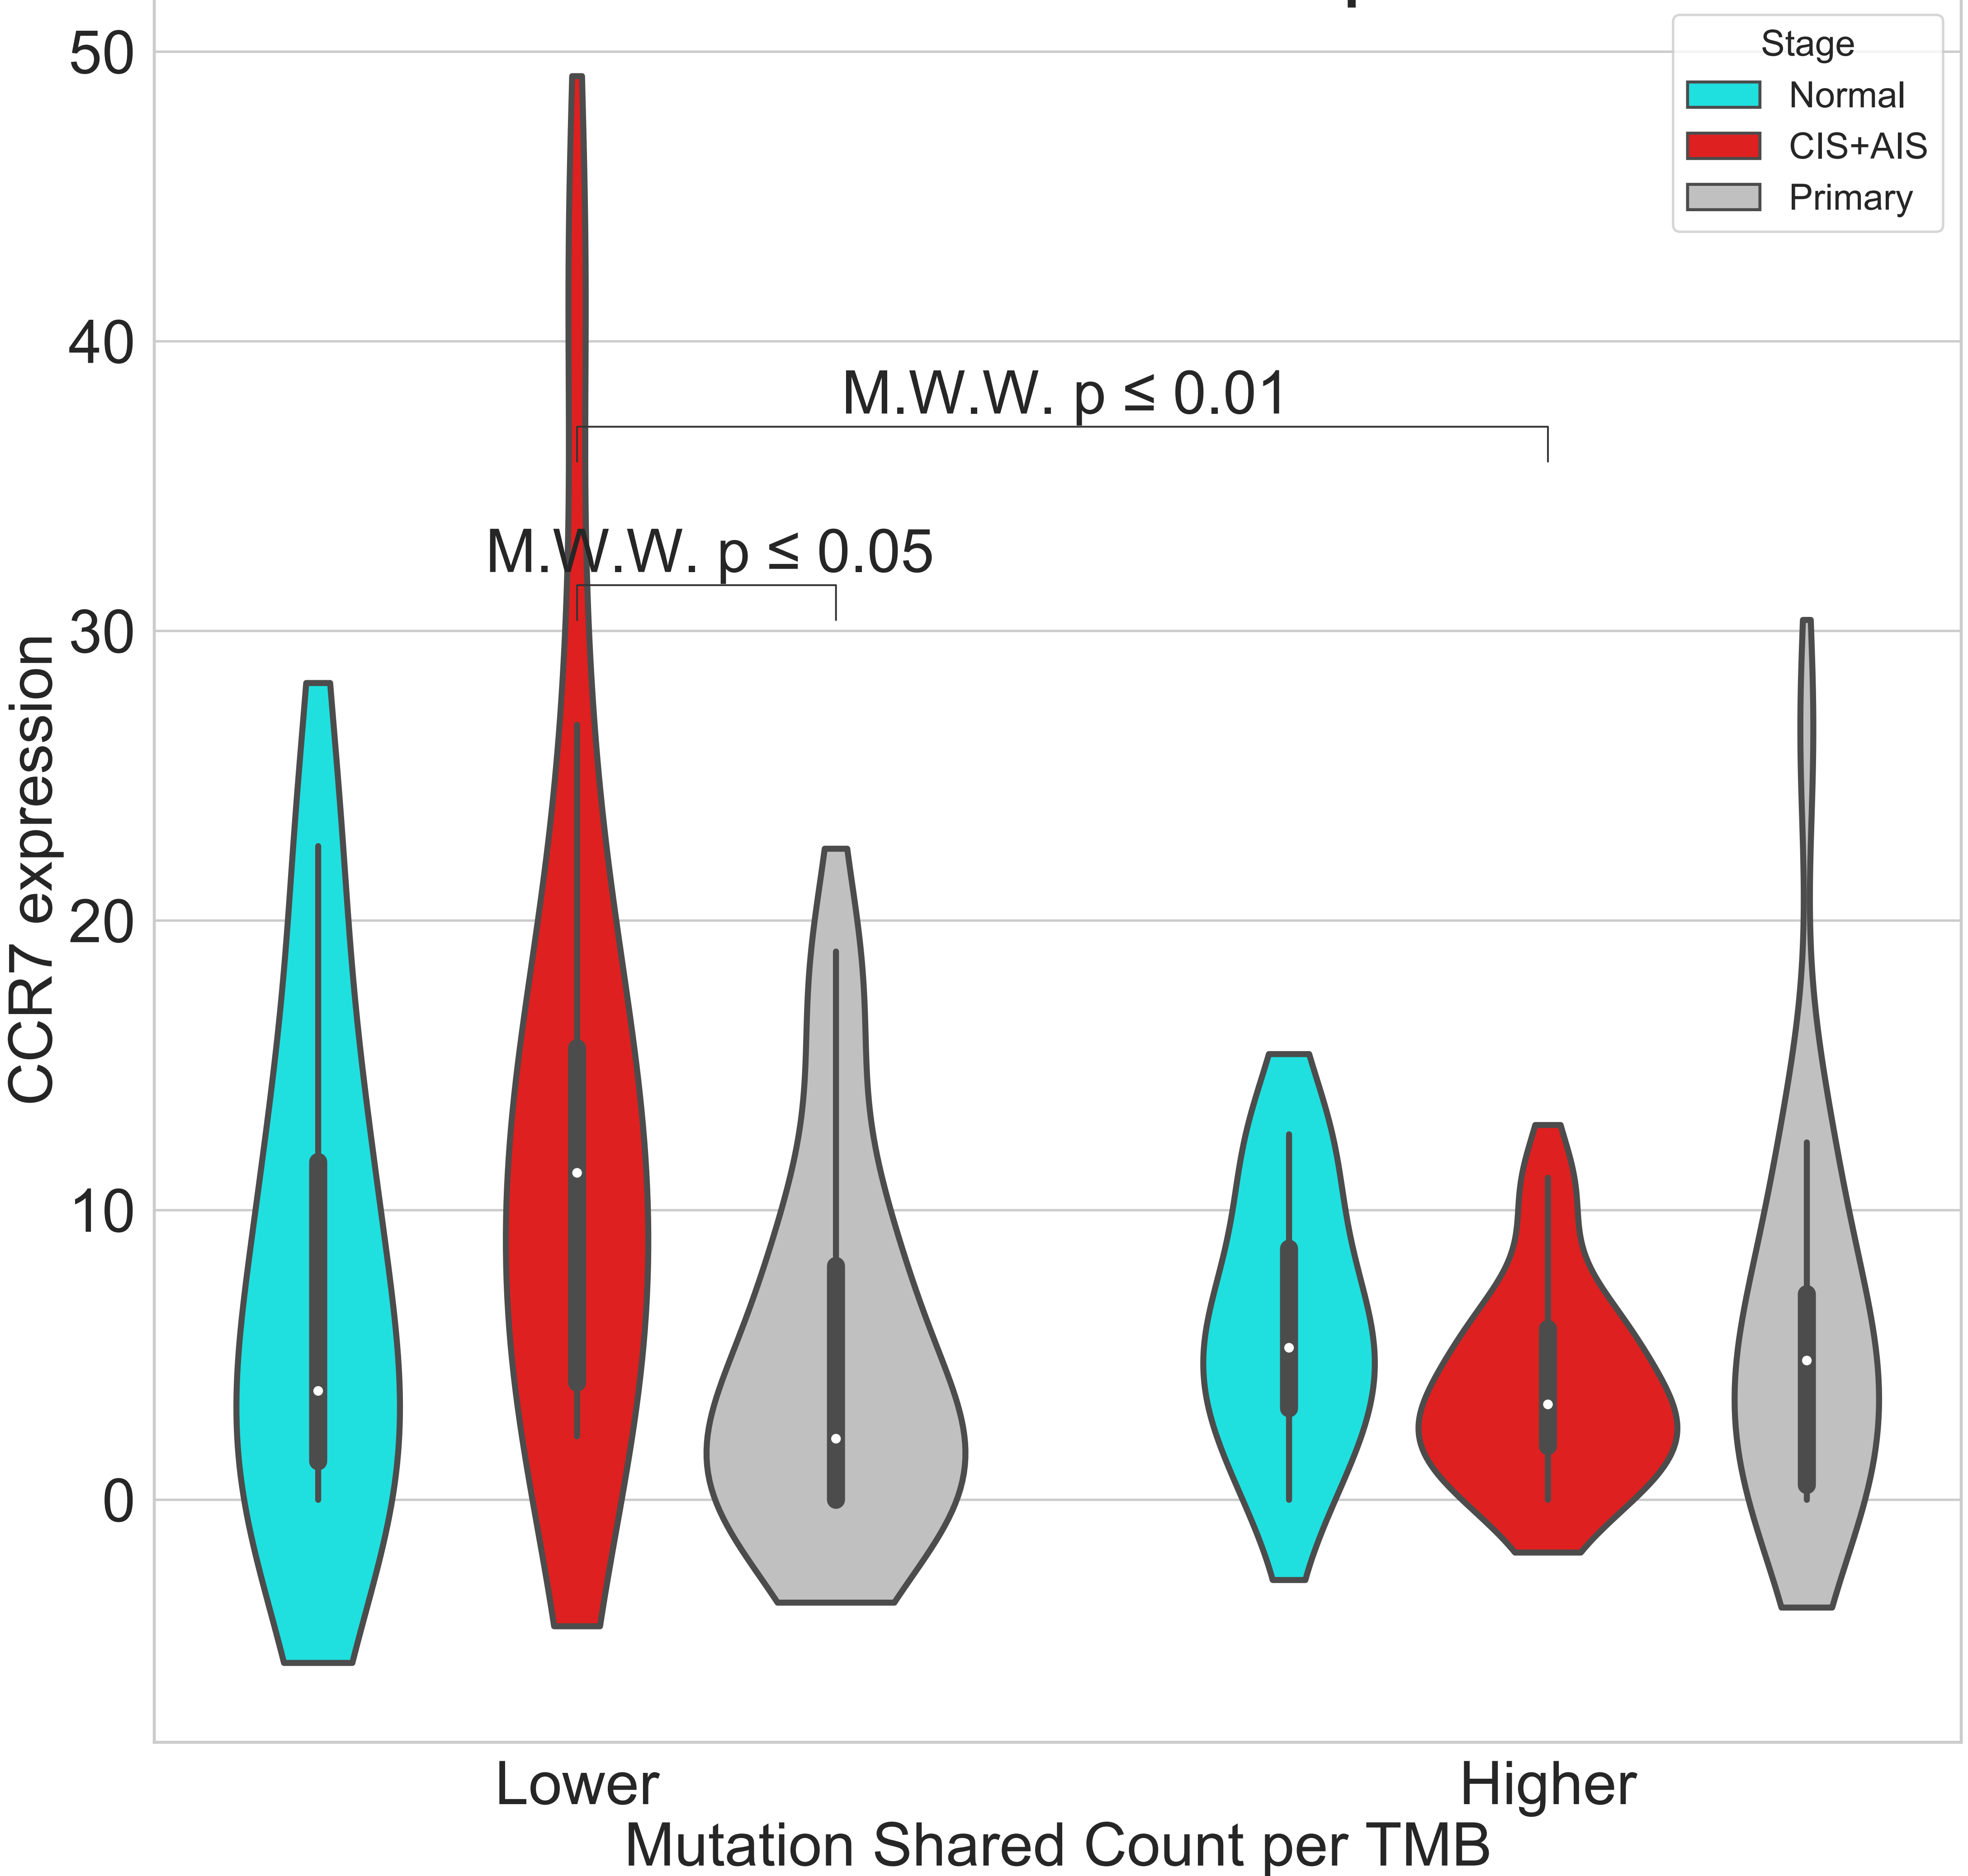 50
Stage
Normal
CIS+AIS
Primary
40
M.W.W. p ≤ 0.01
M.W.W. p ≤ 0.05
30
CCR7 expression
20
10
0
Lower
Higher
Mutation Shared Count per TMB